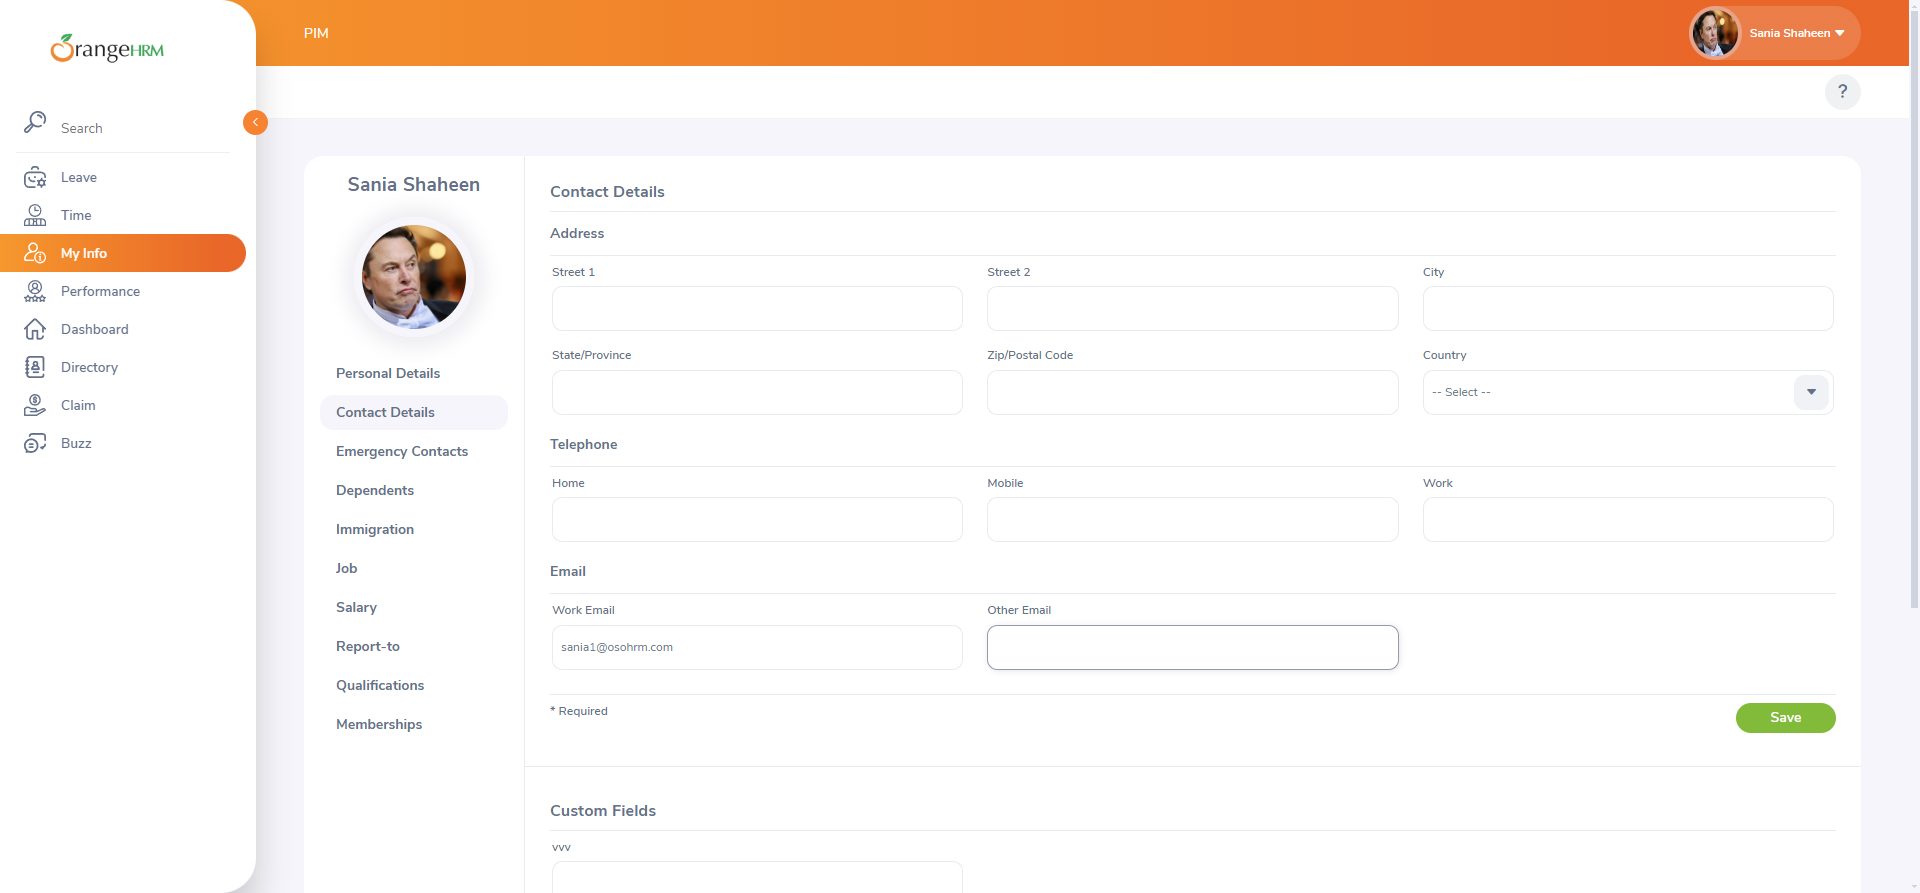 OrangeHRM
PIM
Sania Shaheen
?
Search
Leave
Time
My Info
Performance
Dashboard
Directory
Claim
Buzz
Sania Shaheen
Personal Details
Contact Details
Emergency Contacts
Dependents
Immigration
Job
Salary
Report-to
Qualifications
Memberships
Contact Details
Address
Street 1
Street 2
City
State/Province
Zip/Postal Code
Country
-- Select --
Telephone
Home
Mobile
Work
Email
Work Email
Other Email
sania1@osohrm.com
* Required
Save
Custom Fields
vvv